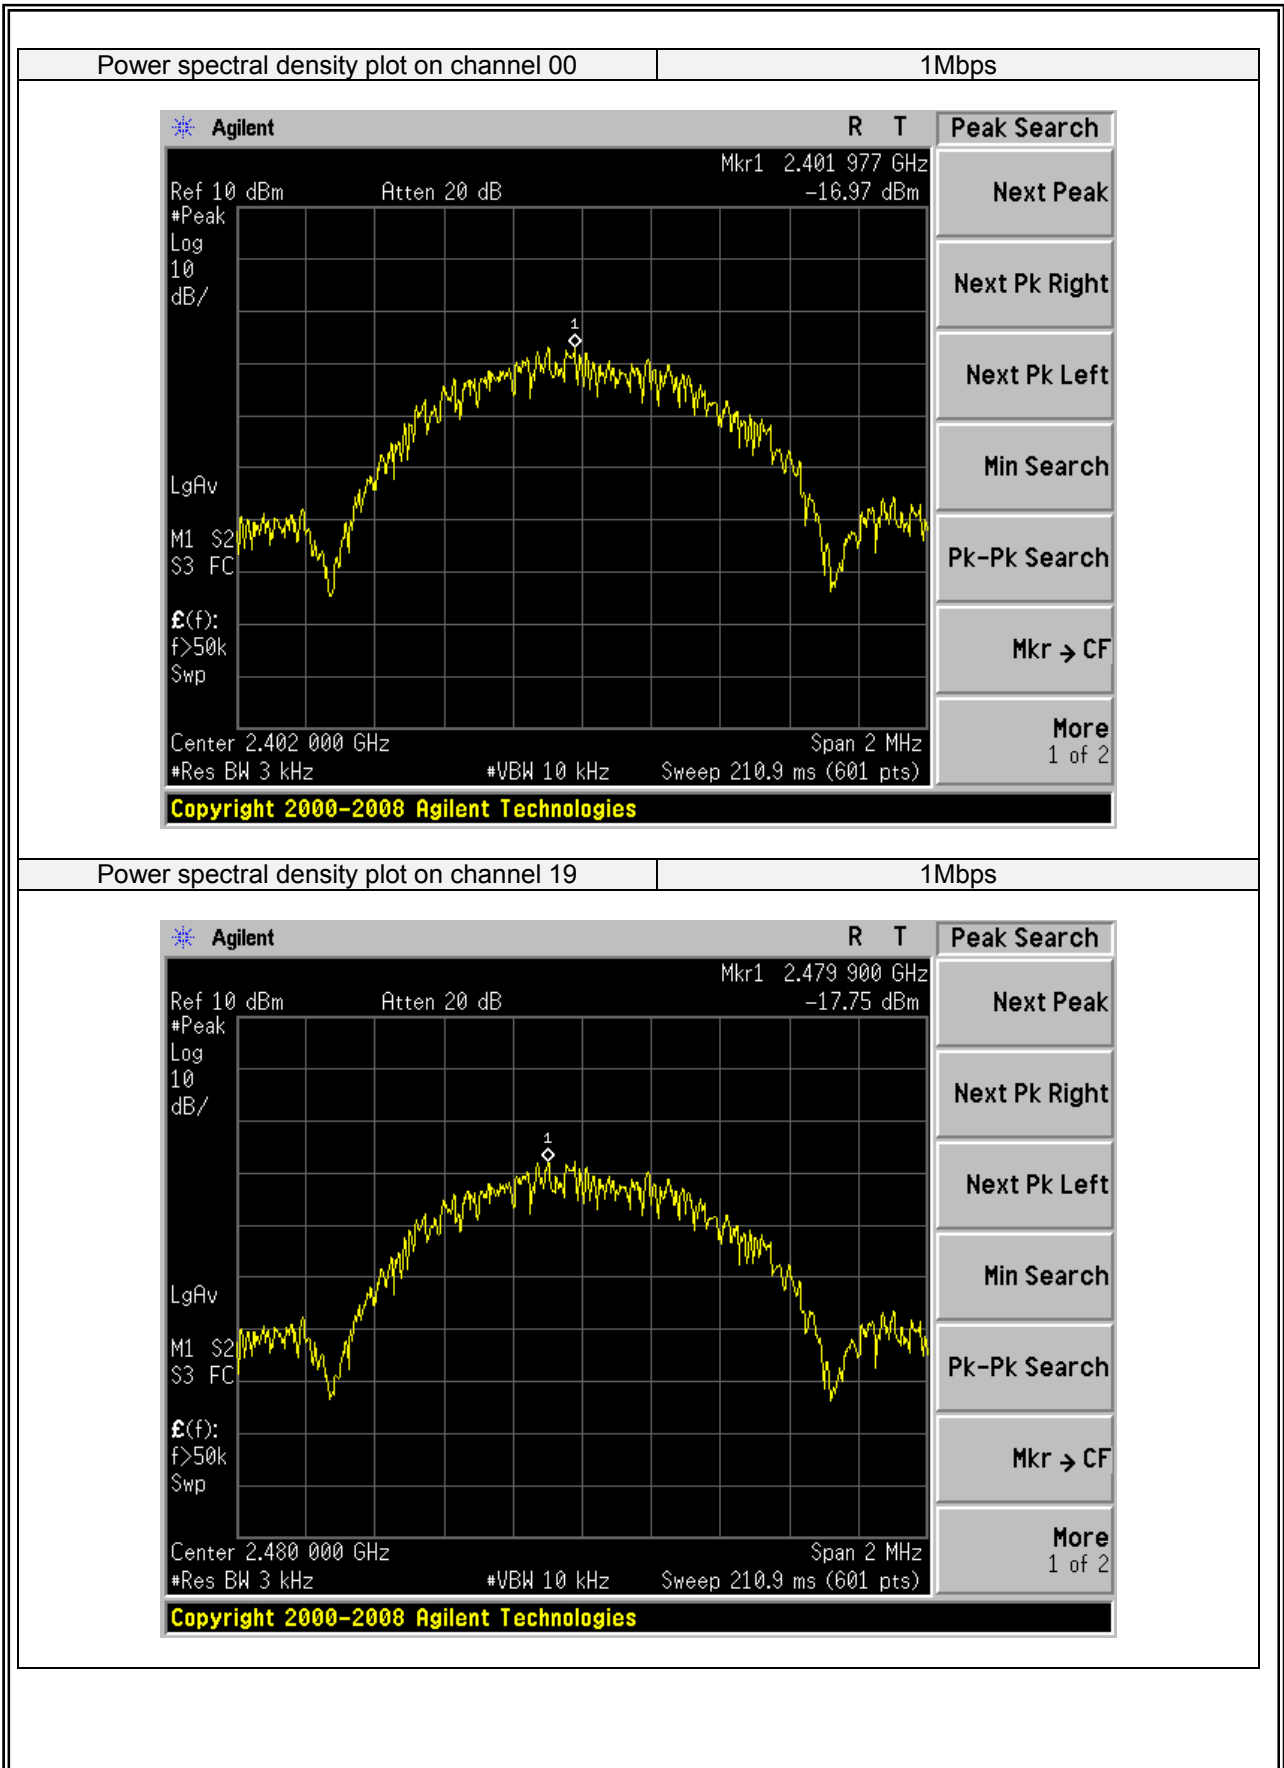 Power spectral density plot on channel 00 1Mbps
Agilent R T Peak Search
Mkr1 2.401 977 GHz
Ref 10 dBm Atten 20 dB -16.97 dBm
#Peak
Log
10
dB/
1
LgAv
M1 S2
S3 FC
£(f):
f>50k
Swp
Center 2.402 000 GHz Span 2 MHz
#Res BW 3 kHz #VBW 10 kHz Sweep 210.9 ms (601 pts)
Copyright 2000-2008 Agilent Technologies
Next Peak
Next Pk Right
Next Pk Left
Min Search
Pk-Pk Search
Mkr → CF
More
1 of 2
Power spectral density plot on channel 19 1Mbps
Agilent R T Peak Search
Mkr1 2.479 900 GHz
Ref 10 dBm Atten 20 dB -17.75 dBm
#Peak
Log
10
dB/
1
LgAv
M1 S2
S3 FC
£(f):
f>50k
Swp
Center 2.480 000 GHz Span 2 MHz
#Res BW 3 kHz #VBW 10 kHz Sweep 210.9 ms (601 pts)
Copyright 2000-2008 Agilent Technologies
Next Peak
Next Pk Right
Next Pk Left
Min Search
Pk-Pk Search
Mkr → CF
More
1 of 2